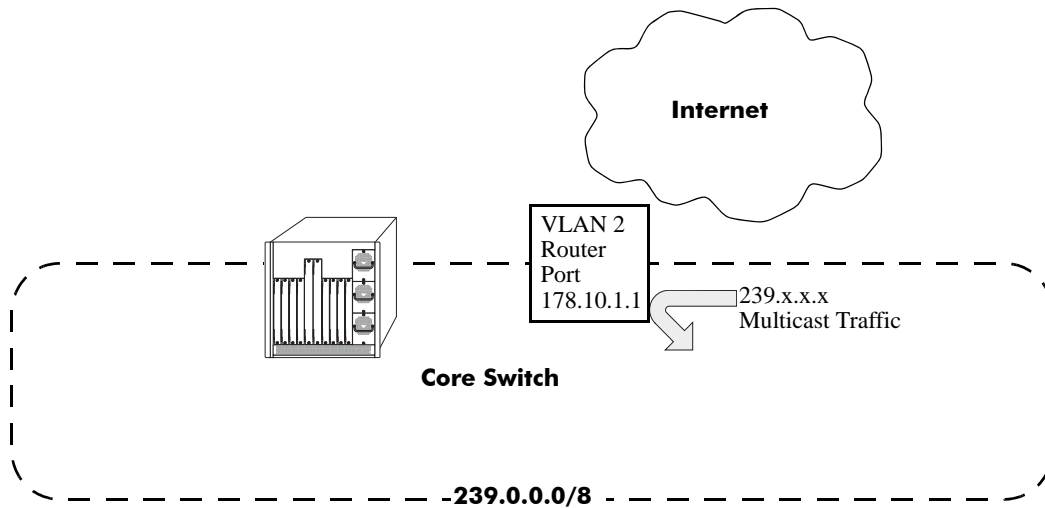 Internet
VLAN 2
Router
Port
178.10.1.1
239.x.x.x
Multicast Traffic
Core Switch
239.0.0.0/8